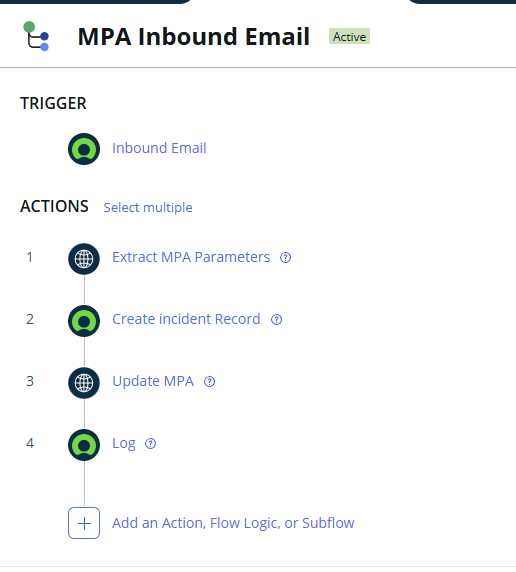 MPA Inbound Email Active
TRIGGER
Inbound Email
ACTIONS Select multiple
1 Extract MPA Parameters ?
2 Create incident Record ?
3 Update MPA ?
4 Log ?
+ Add an Action, Flow Logic, or Subflow